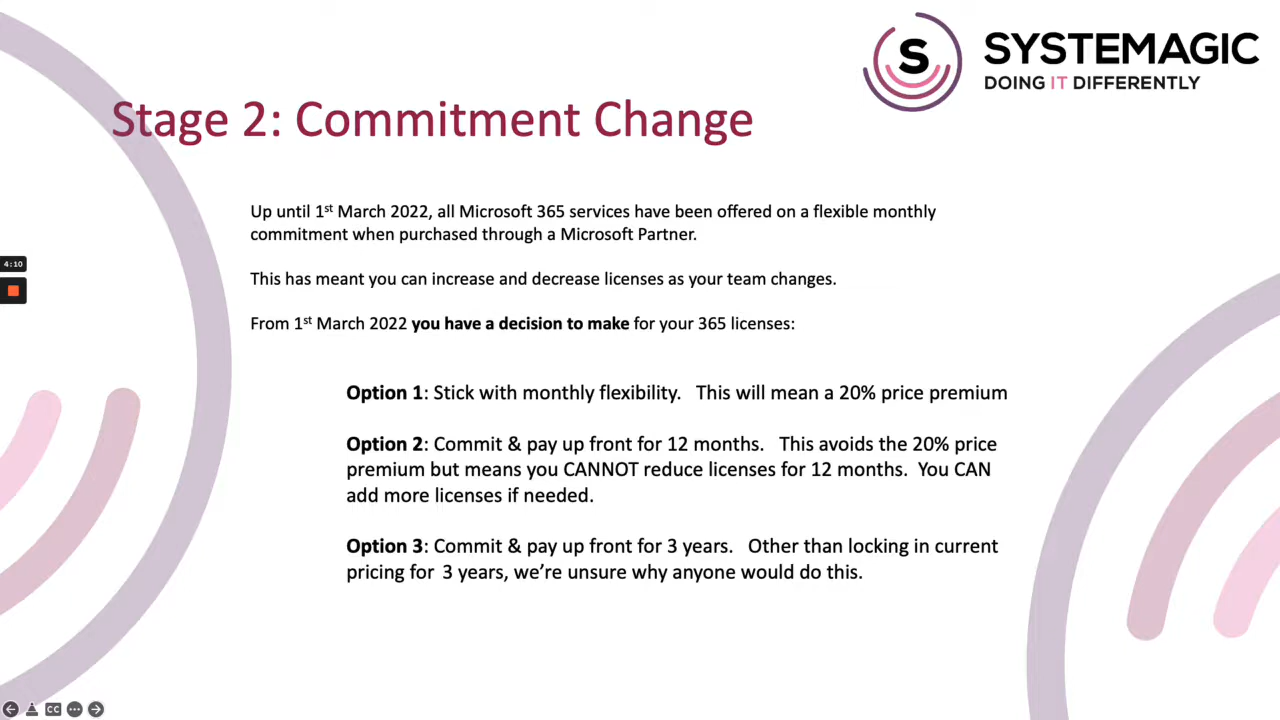 S
SYSTEMAGIC
DOING IT DIFFERENTLY
Stage 2: Commitment Change
Up until 1st March 2022, all Microsoft 365 services have been offered on a flexible monthly
commitment when purchased through a Microsoft Partner.
This has meant you can increase and decrease licenses as your team changes.
From 1st March 2022 you have a decision to make for your 365 licenses:
4:10
Option 1: Stick with monthly flexibility. This will mean a 20% price premium
Option 2: Commit & pay up front for 12 months. This avoids the 20% price
premium but means you CANNOT reduce licenses for 12 months. You CAN
add more licenses if needed.
Option 3: Commit & pay up front for 3 years. Other than locking in current
pricing for 3 years, we're unsure why anyone would do this.
CC